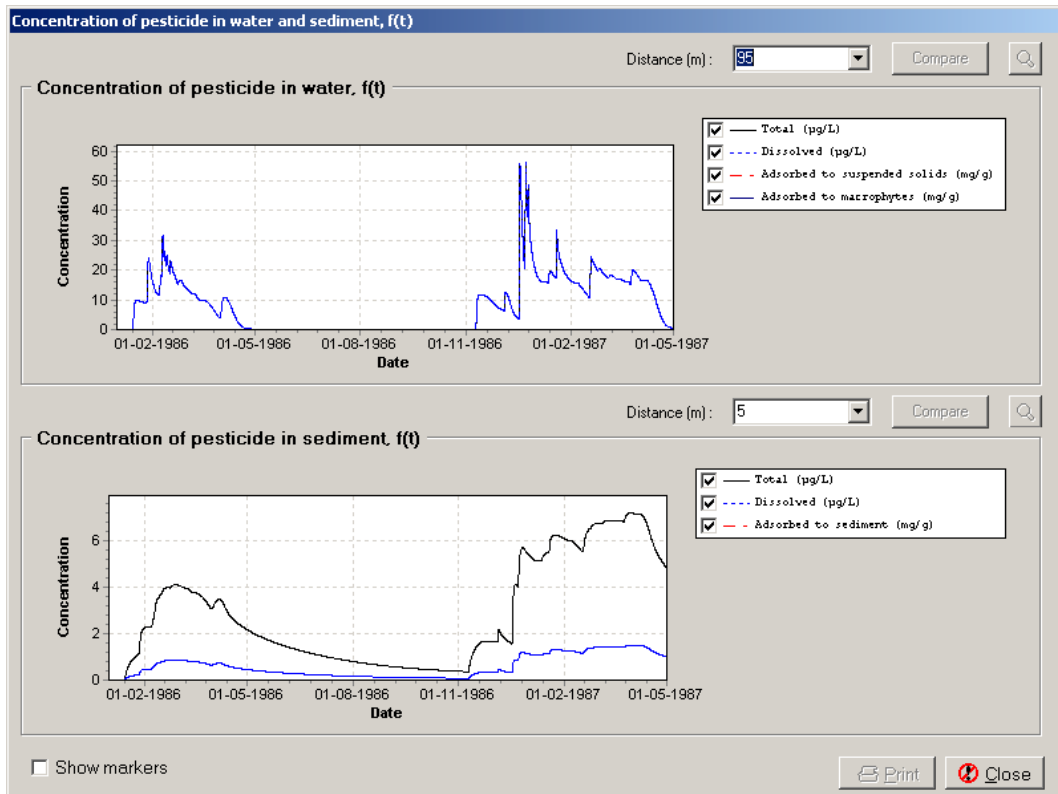 Concentration of pesticide in water and sediment, f(t)
Distance (m) : 95 Compare
Concentration of pesticide in water, f(t)
Total (µg/L)
Dissolved (µg/L)
Adsorbed to suspended solids (mg/g)
Adsorbed to macrophytes (mg/g)
60
50
40
30
20
10
0
Concentration
01-02-1986 01-05-1986 01-08-1986 01-11-1986 01-02-1987 01-05-1987
Date
Distance (m) : 5 Compare
Concentration of pesticide in sediment, f(t)
Total (µg/L)
Dissolved (µg/L)
Adsorbed to sediment (mg/g)
6
4
2
0
Concentration
01-02-1986 01-05-1986 01-08-1986 01-11-1986 01-02-1987 01-05-1987
Date
Show markers
Print Close